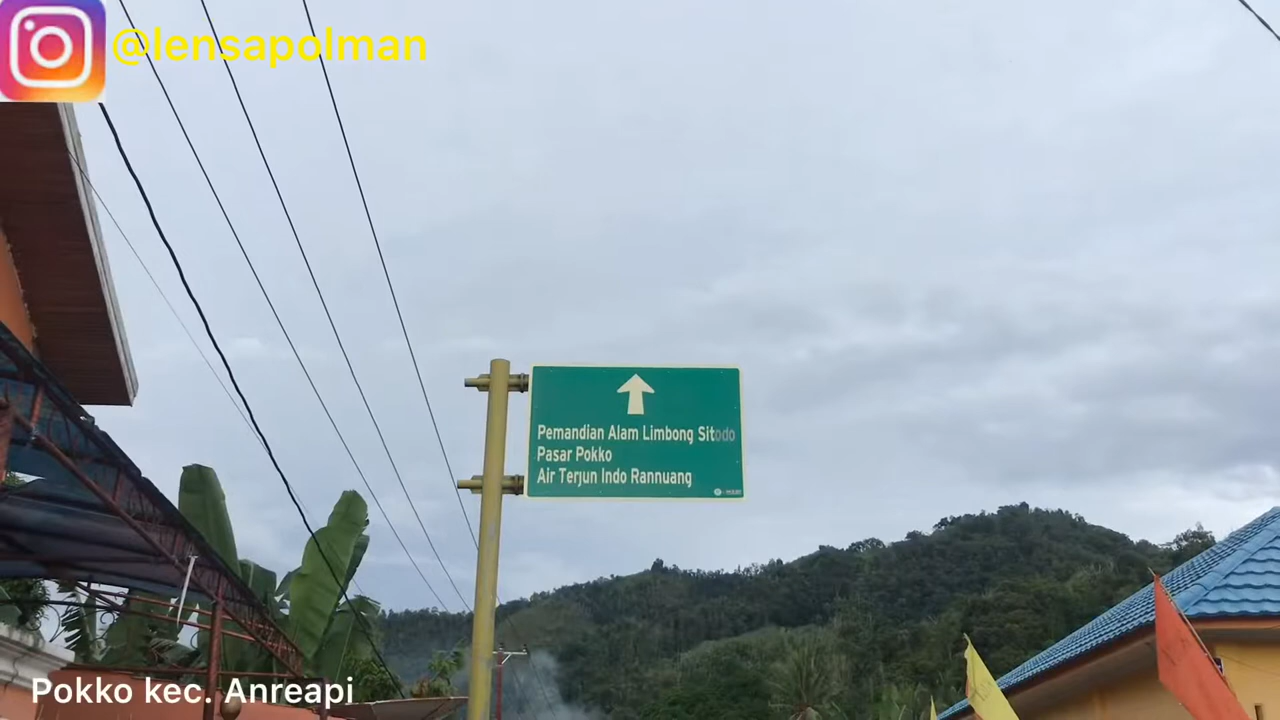 @lensapolman
Pemandian Alam Limbong Sitodo
Pasar Pokko
Air Terjun Indo Rannuang
Pokko kec. Anreapi